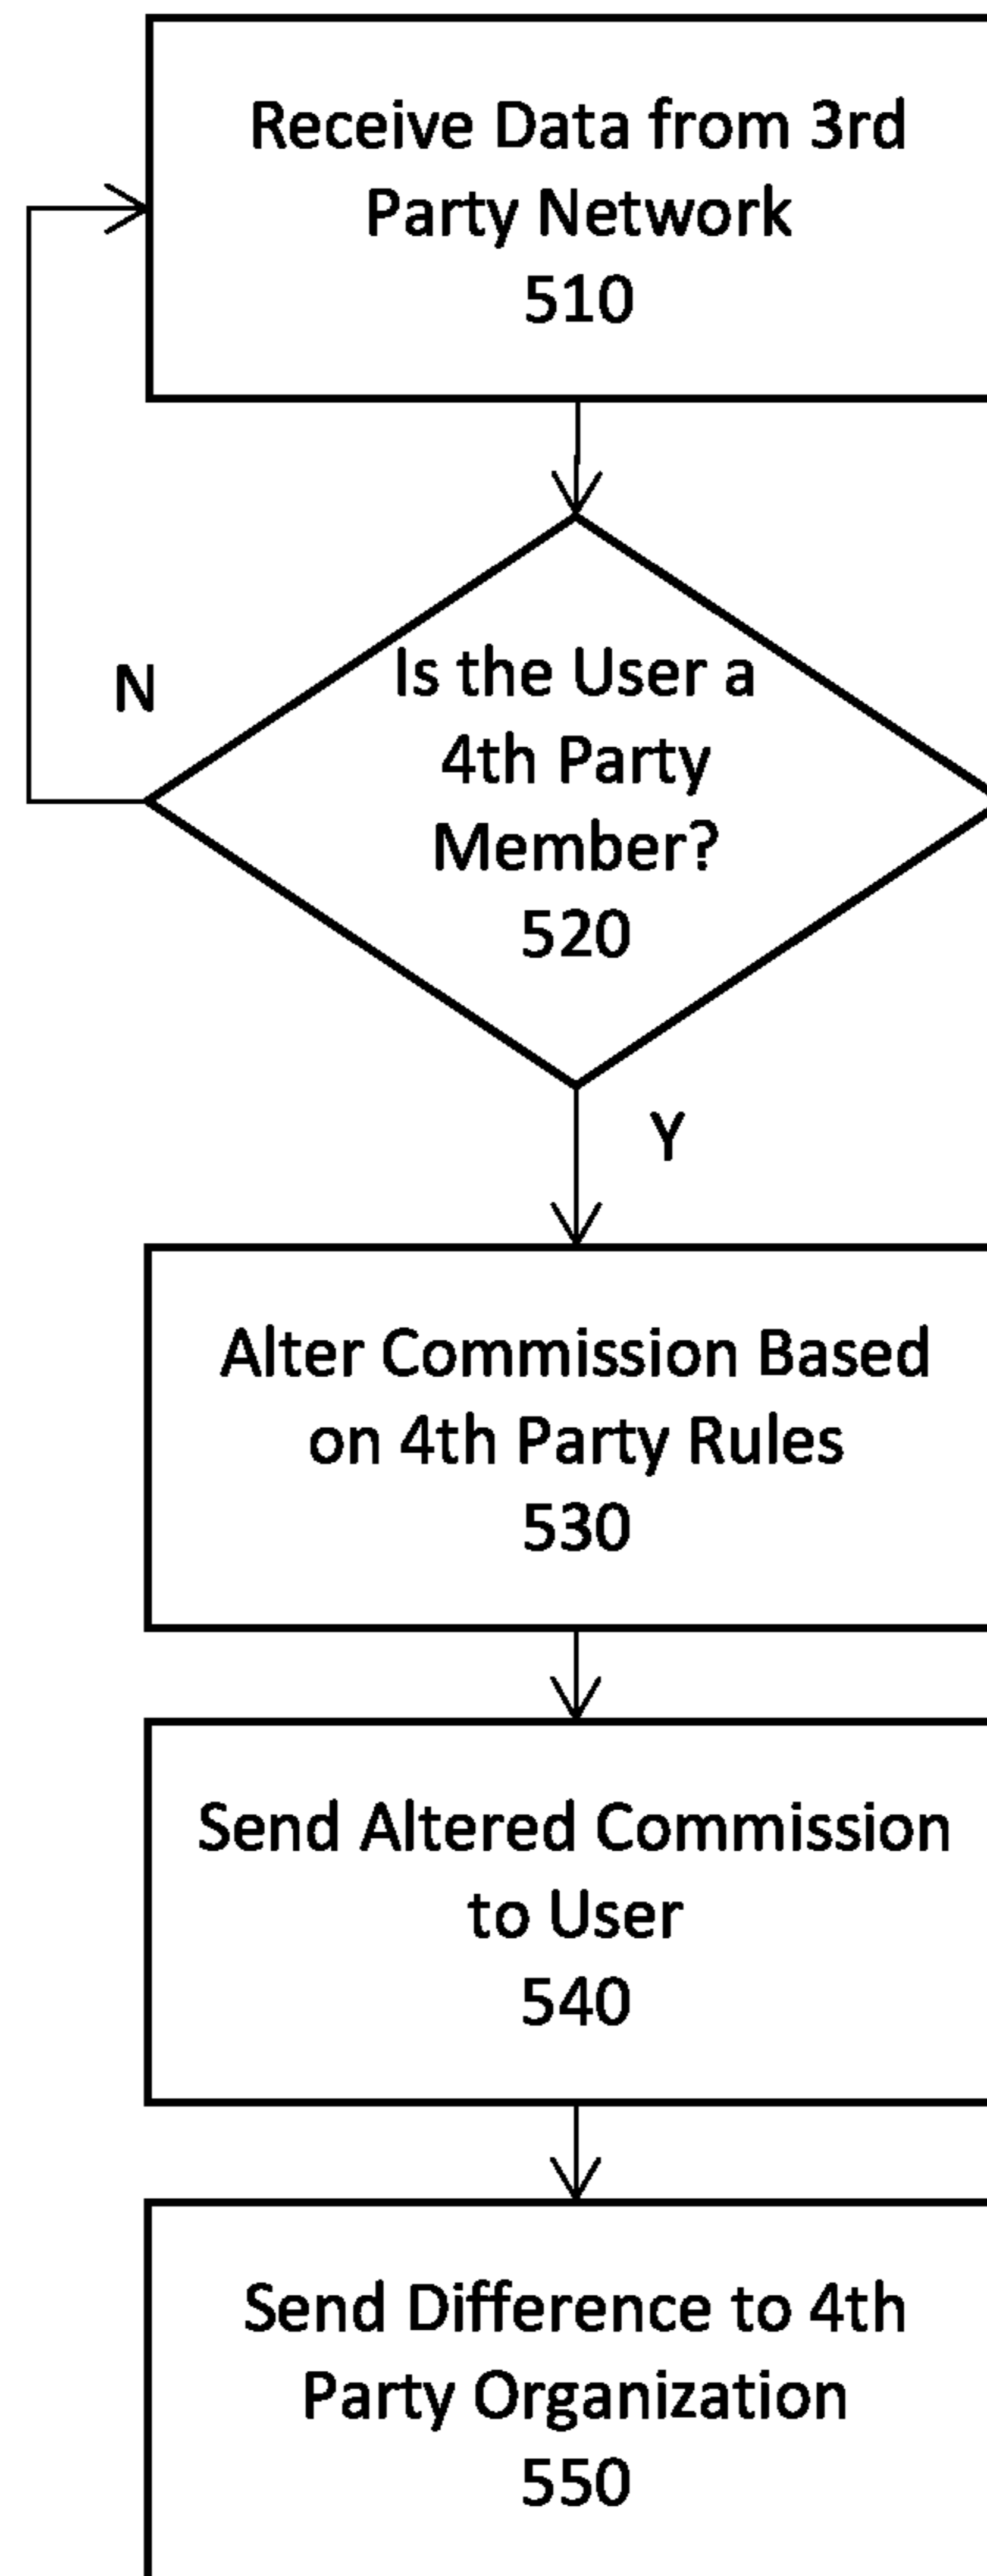 Receive Data from 3rd
Party Network
510
Is the User a
4th Party
Member?
520
N
Y
Alter Commission Based
on 4th Party Rules
530
Send Altered Commission
to User
540
Send Difference to 4th
Party Organization
550